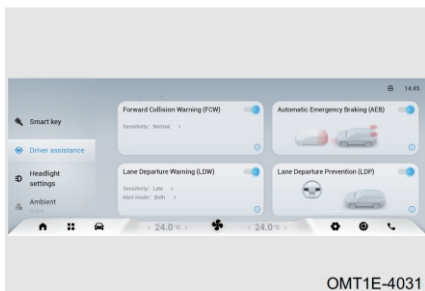 14:45
Smart key
Driver assistance
Headlight
settings
Ambient
Forward Collision Warning (FCW)
Sensitivity: Normal >
Automatic Emergency Braking (AEB)
Lane Departure Warning (LDW)
Sensitivity: Late >
Alert mode: Both >
Lane Departure Prevention (LDP)
< 24.0 °C >
< 24.0 °C >
OMT1E-4031